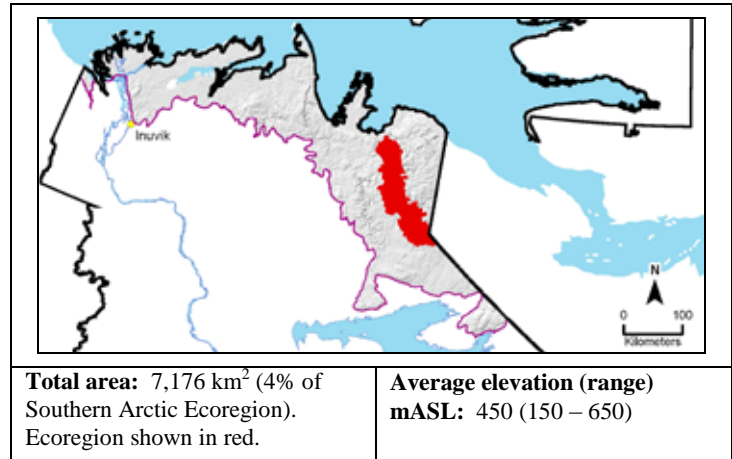 Inuvik
N
0 100
Kilometers
Total area: 7,176 km² (4% of
Southern Arctic Ecoregion).
Ecoregion shown in red.
Average elevation (range)
mASL: 450 (150 – 650)